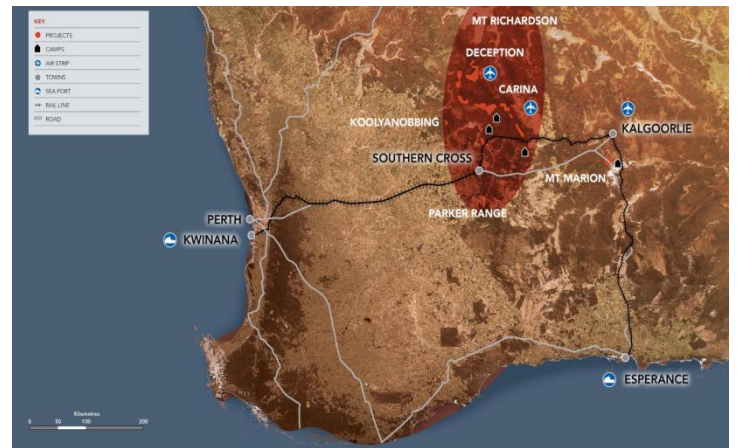 KEY
PROJECTS
CAMPS
AIR STRIP
TOWNS
SEA PORT
RAIL LINE
ROAD
MT RICHARDSON
DECEPTION
CARINA
KOOLYANOBBING
KALGOORLIE
SOUTHERN CROSS
MT MARION
PARKER RANGE
PERTH
KWINANA
ESPERANCE
Kilometres
0 50 100 200